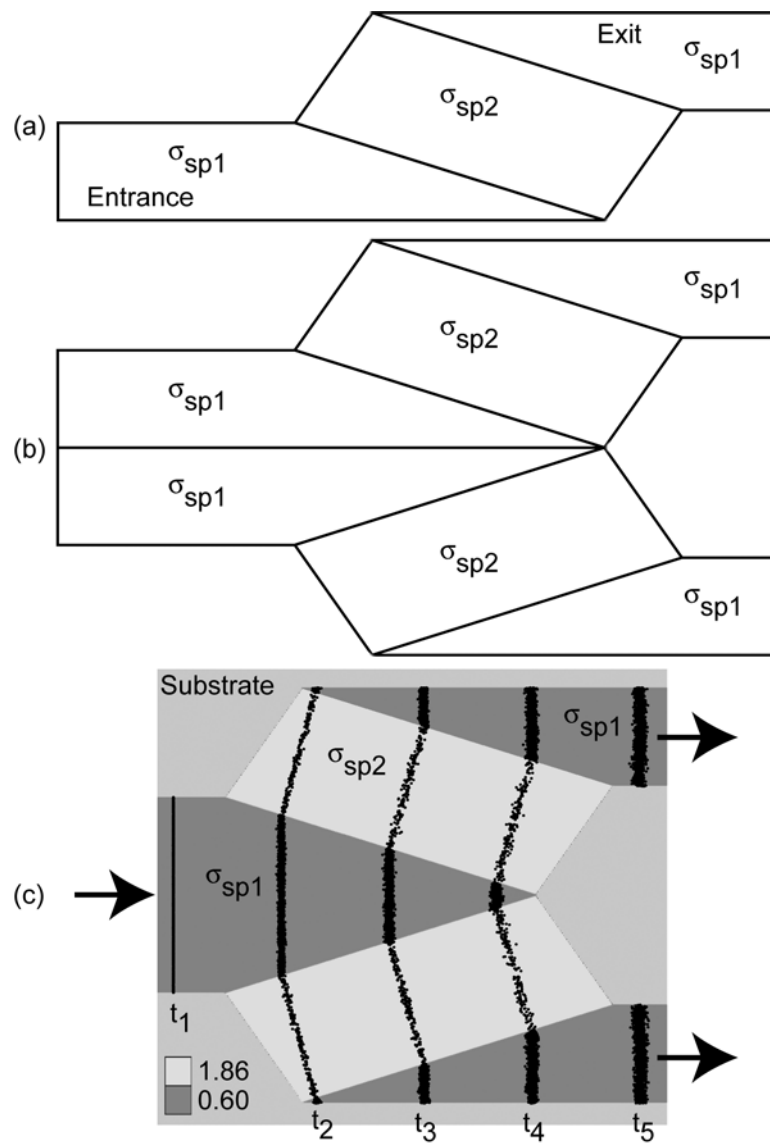 Exit
σsp1
σsp2
(a)
σsp1
Entrance
σsp1
σsp2
σsp1
(b)
σsp1
σsp2
σsp1
Substrate
σsp1
σsp2
σsp1
(c)
t1
1.86
0.60
t2 t3 t4 t5